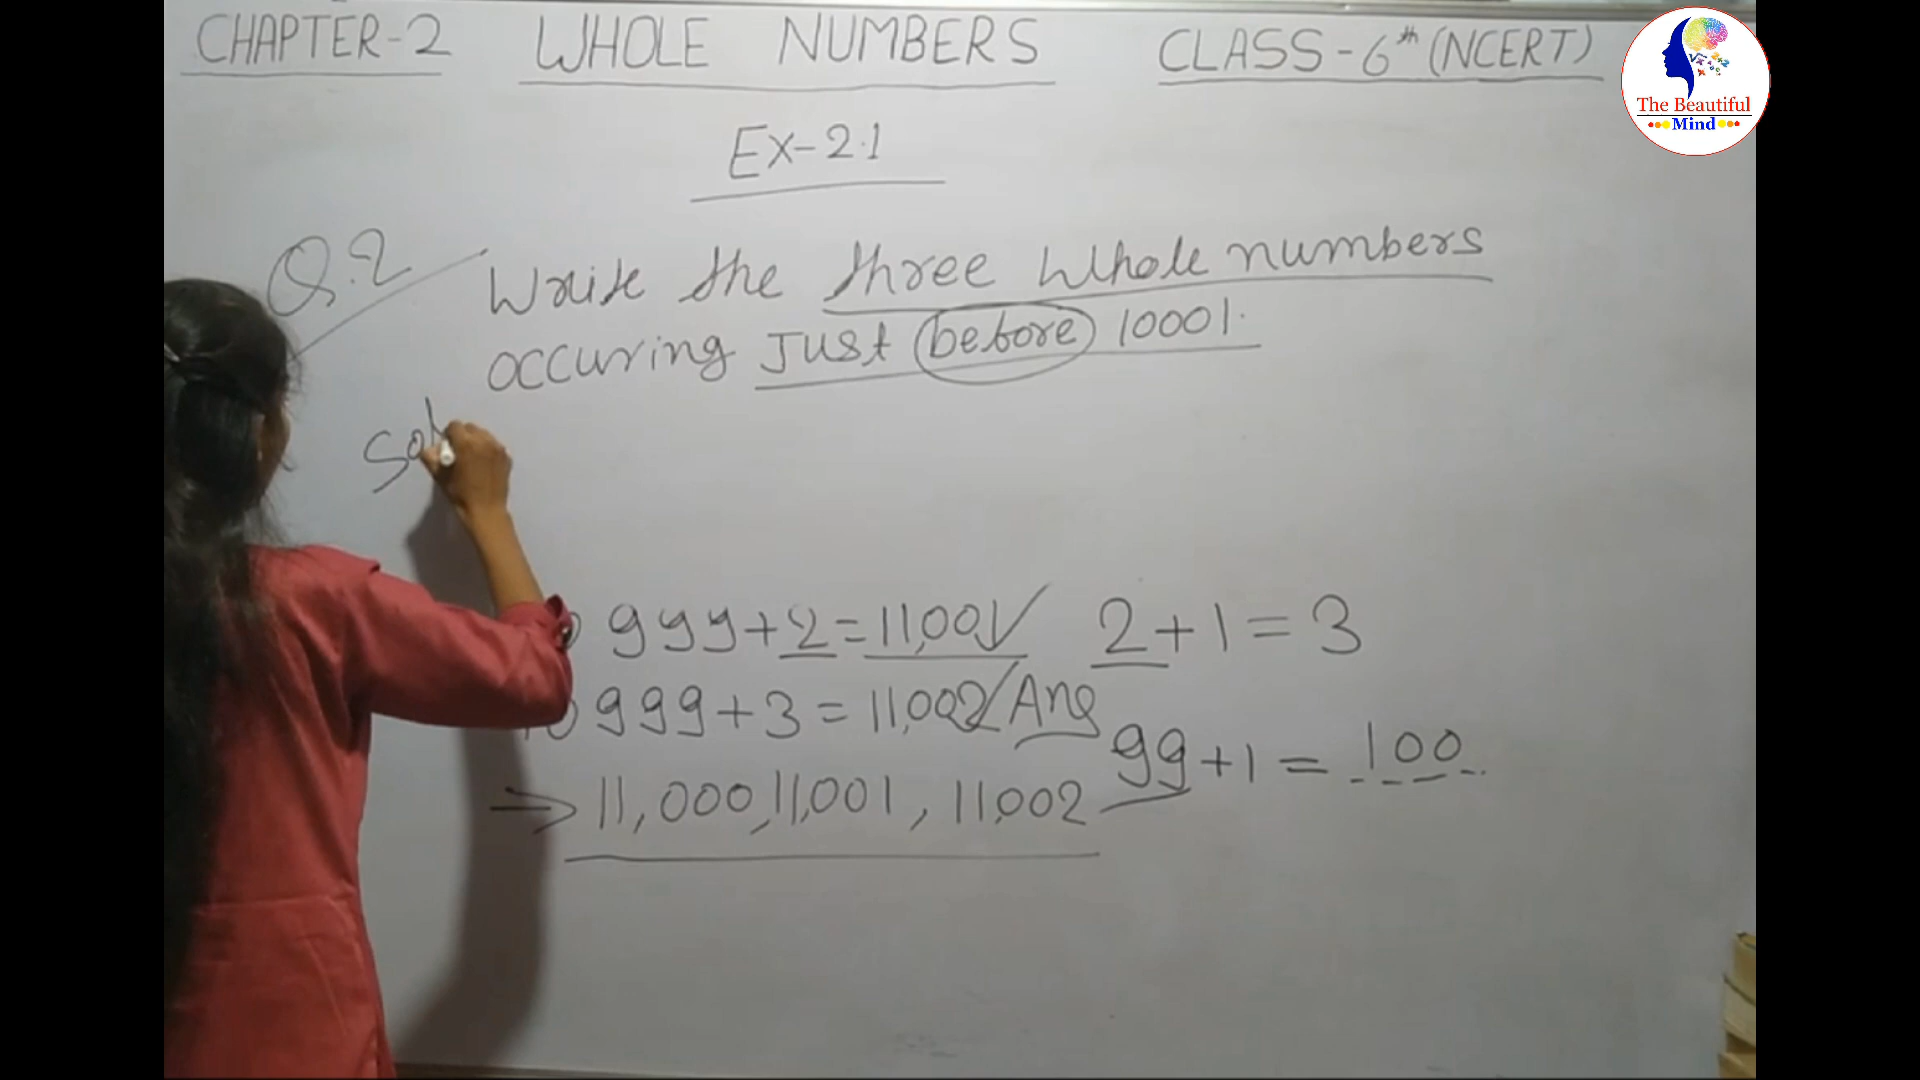 CHAPTER-2 WHOLE NUMBERS CLASS-6th (NCERT)
The Beautiful
Mind
Ex-2.1
Q.2 Write the three whole numbers
occuring Just before 10001.
Sol
999+2=11,001 2+1=3
10 999+3=11,002 Ans
99+1=100
⇒ 11,000,11,001, 11,002